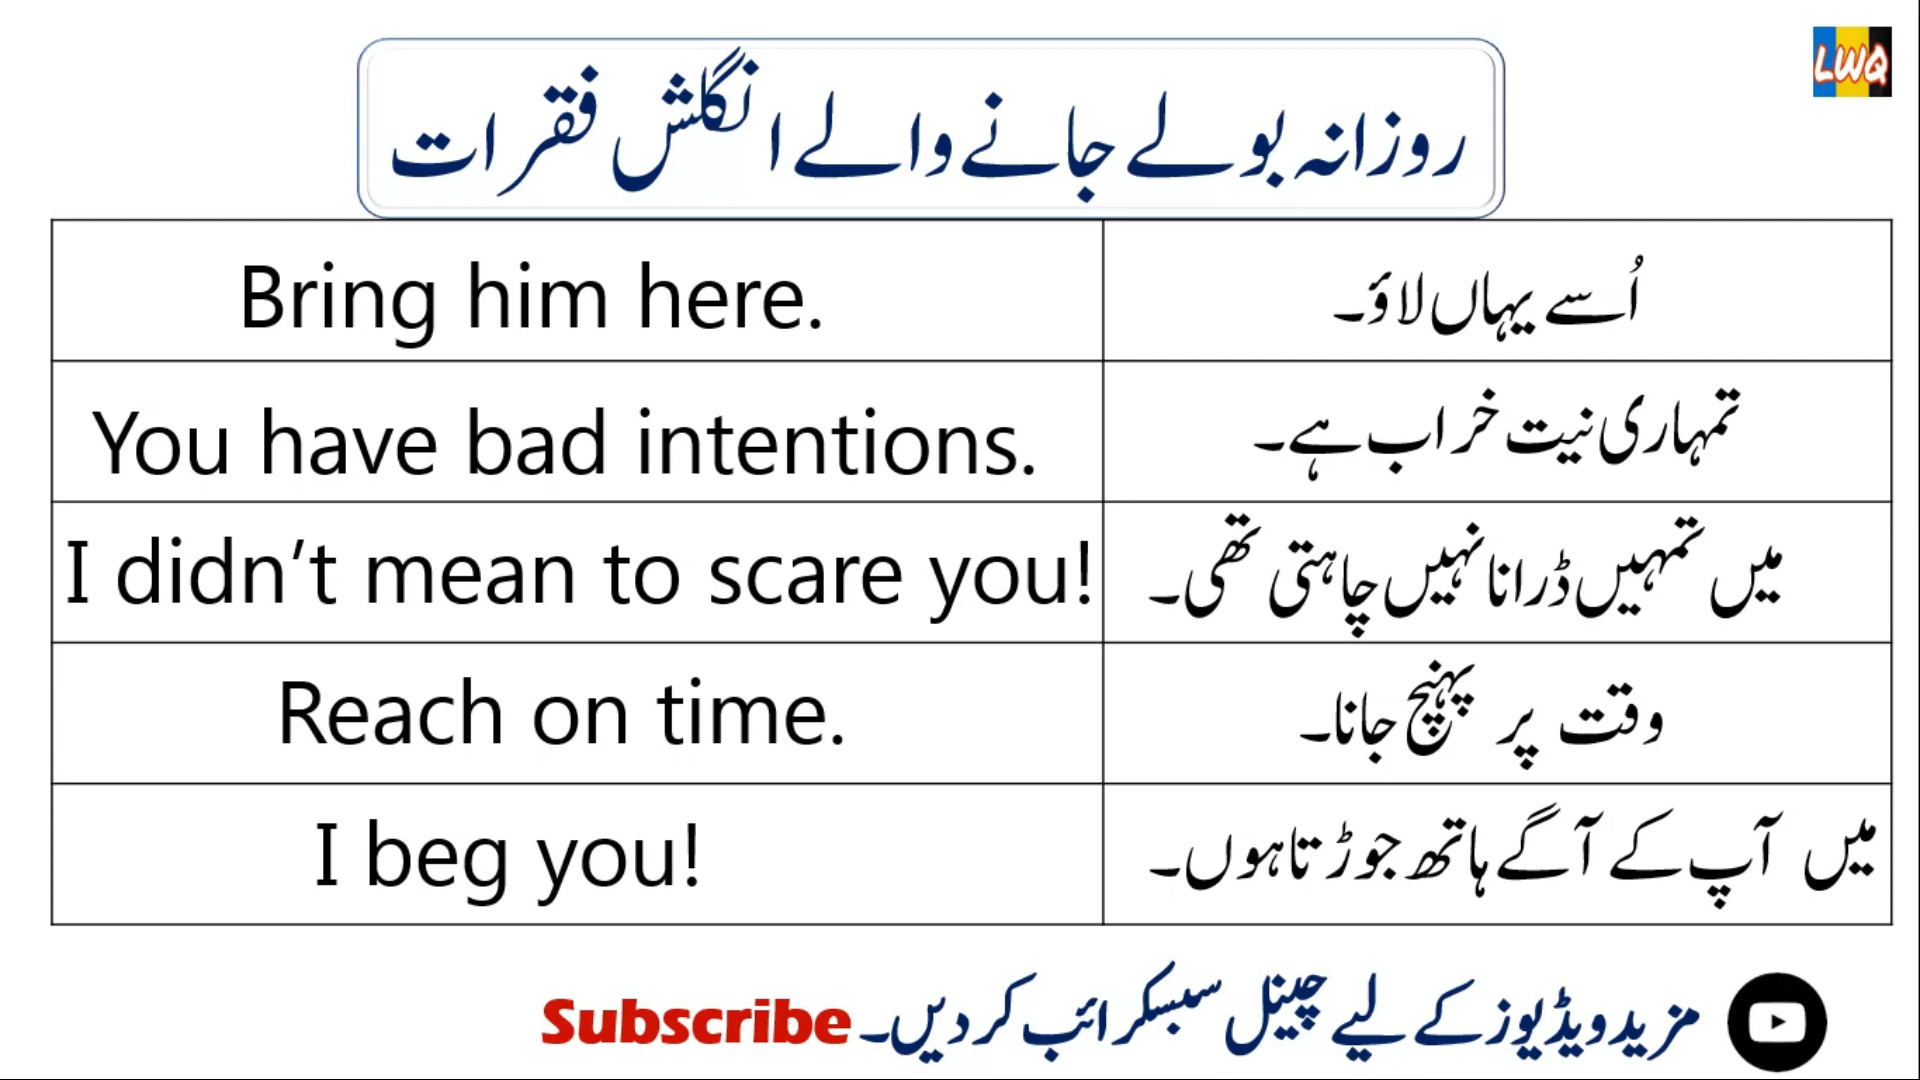 LWQ
روزانہ بولے جانے والے انگلش فقرات
Bring him here. اُسے یہاں لاؤ۔
You have bad intentions. تمہاری نیت خراب ہے۔
I didn’t mean to scare you! میں تمہیں ڈرانا نہیں چاہتی تھی۔
Reach on time. وقت پر پہنچ جانا۔
I beg you! میں آپ کے آگے ہاتھ جوڑتا ہوں۔
مزید ویڈیوز کے لیے چینل سبسکرائب کر دیں۔ Subscribe